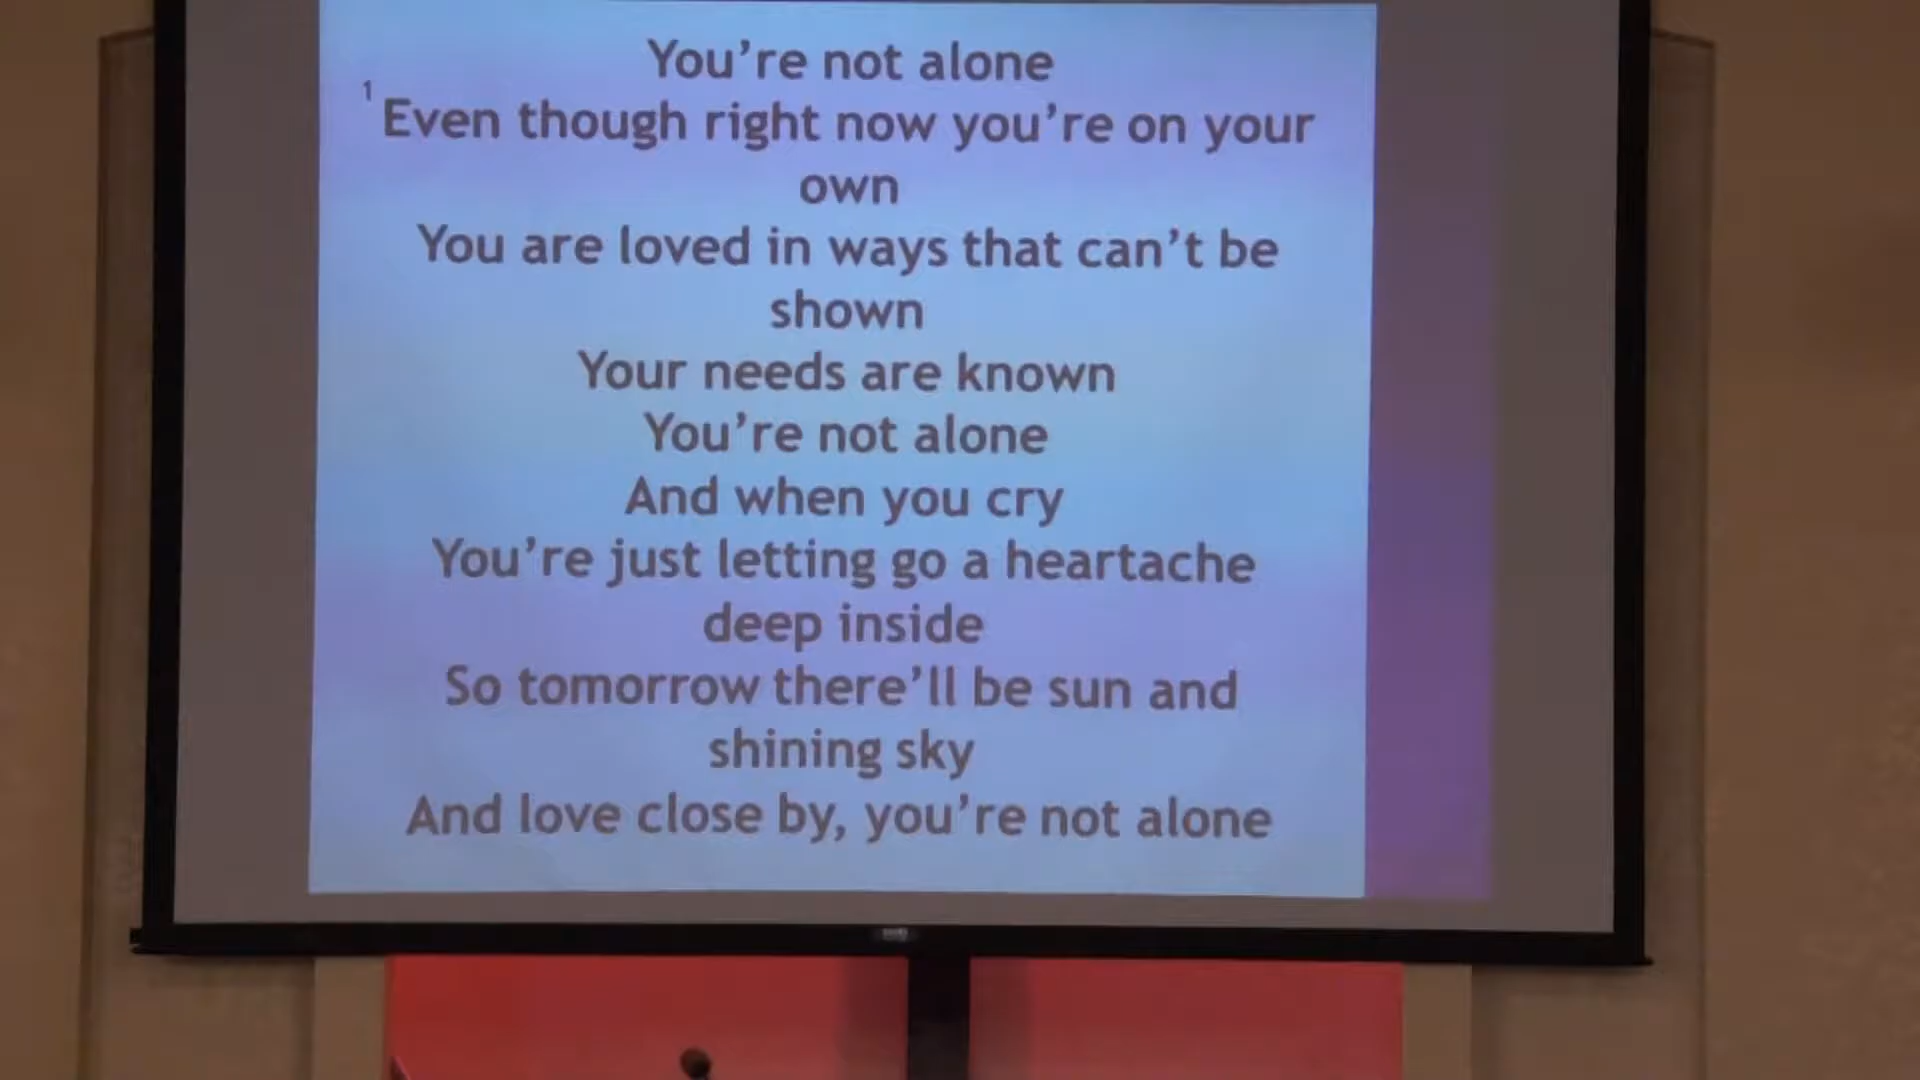 You’re not alone
1 Even though right now you’re on your
own
You are loved in ways that can’t be
shown
Your needs are known
You’re not alone
And when you cry
You’re just letting go a heartache
deep inside
So tomorrow there’ll be sun and
shining sky
And love close by, you’re not alone